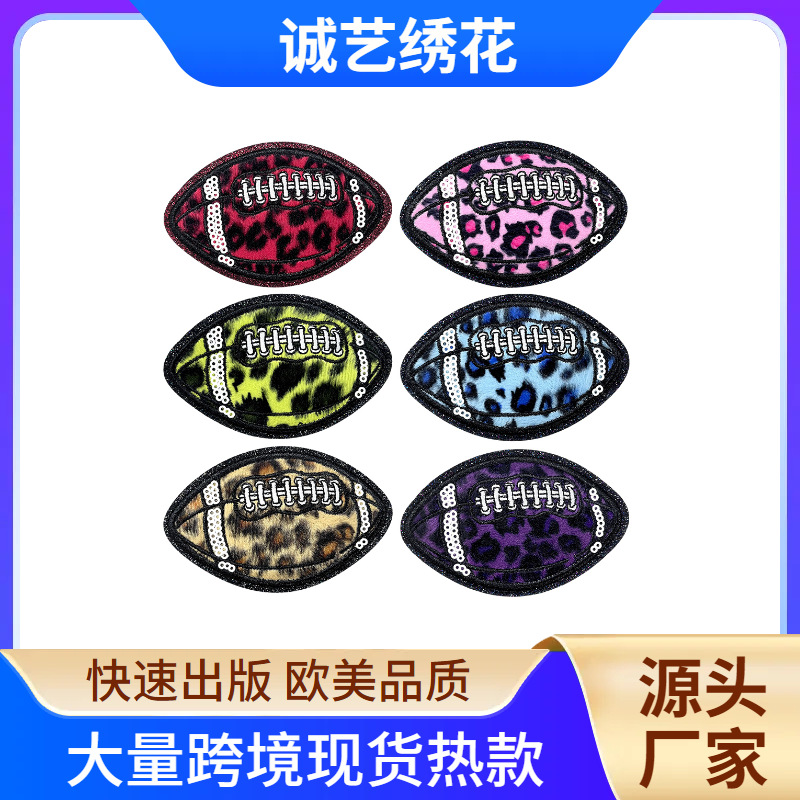 诚艺绣花
快速出版 欧美品质
源头
厂家
大量跨境现货热款